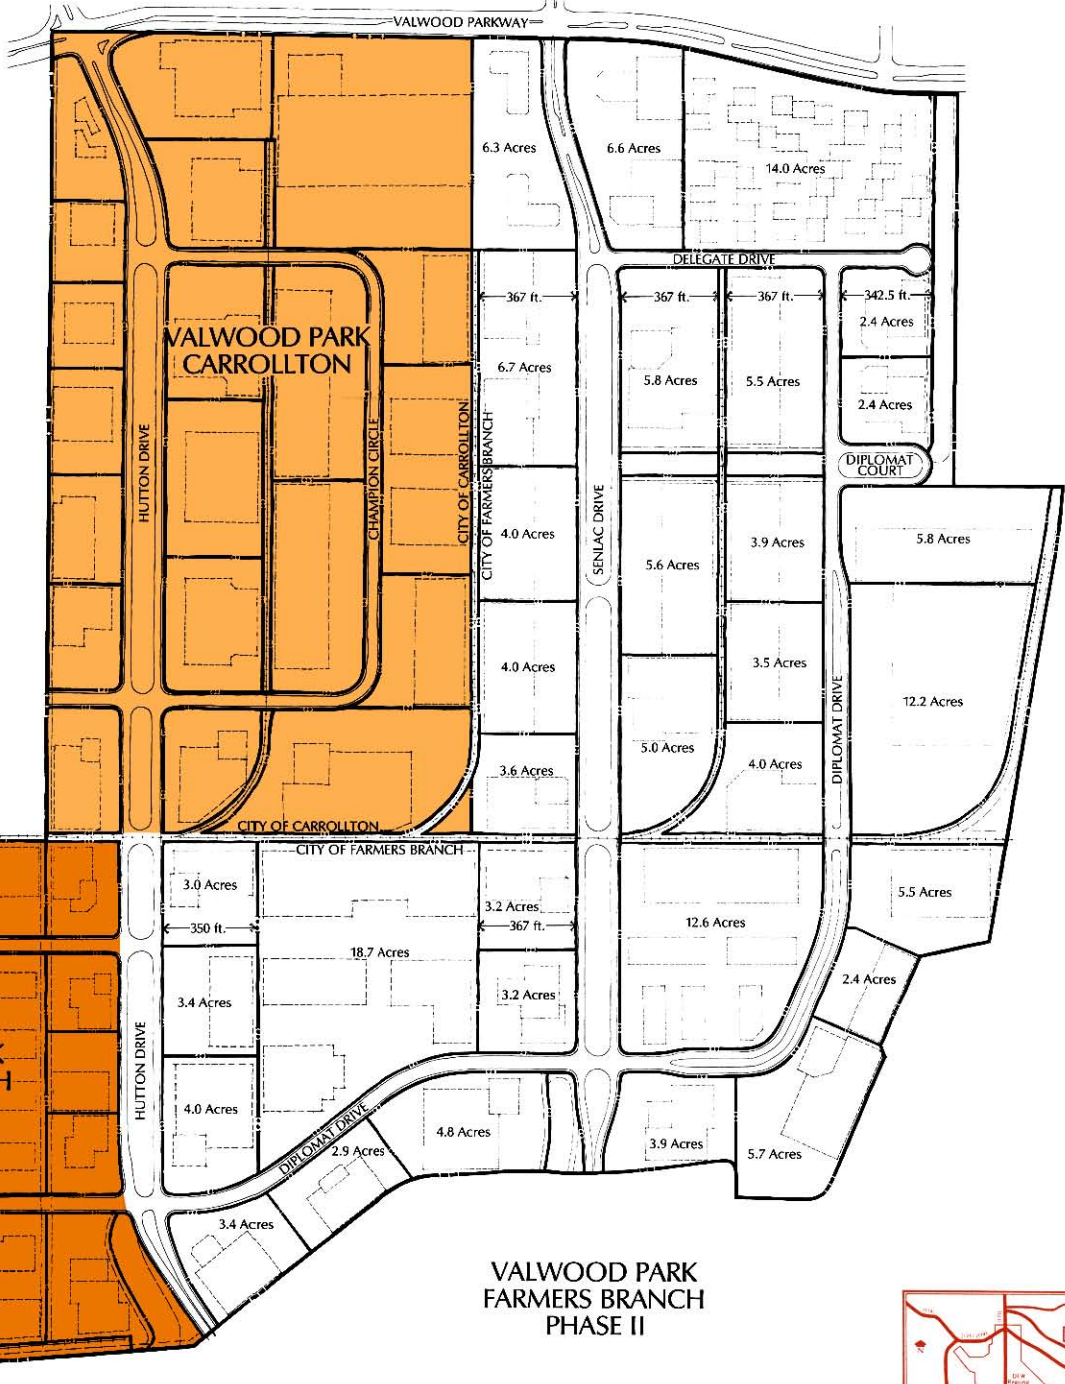 VALWOOD PARKWAY
6.3 Acres
6.6 Acres
14.0 Acres
DELEGATE DRIVE
367 ft.
367 ft.
367 ft.
342.5 ft.
2.4 Acres
VALWOOD PARK
CARROLLTON
6.7 Acres
5.8 Acres
5.5 Acres
2.4 Acres
HUTTON DRIVE
CHAMPION CIRCLE
CITY OF CARROLLTON
CITY OF FARMERS BRANCH
SENLAC DRIVE
DIPLOMAT
COURT
4.0 Acres
5.6 Acres
3.9 Acres
5.8 Acres
4.0 Acres
3.5 Acres
12.2 Acres
DIPLOMAT DRIVE
5.0 Acres
3.6 Acres
4.0 Acres
CITY OF CARROLLTON
CITY OF FARMERS BRANCH
3.0 Acres
350 ft.
3.2 Acres
367 ft.
12.6 Acres
5.5 Acres
18.7 Acres
3.4 Acres
3.2 Acres
2.4 Acres
HUTTON DRIVE
4.0 Acres
DIPLOMAT DRIVE
4.8 Acres
2.9 Acres
3.9 Acres
5.7 Acres
3.4 Acres
VALWOOD PARK
FARMERS BRANCH
PHASE II